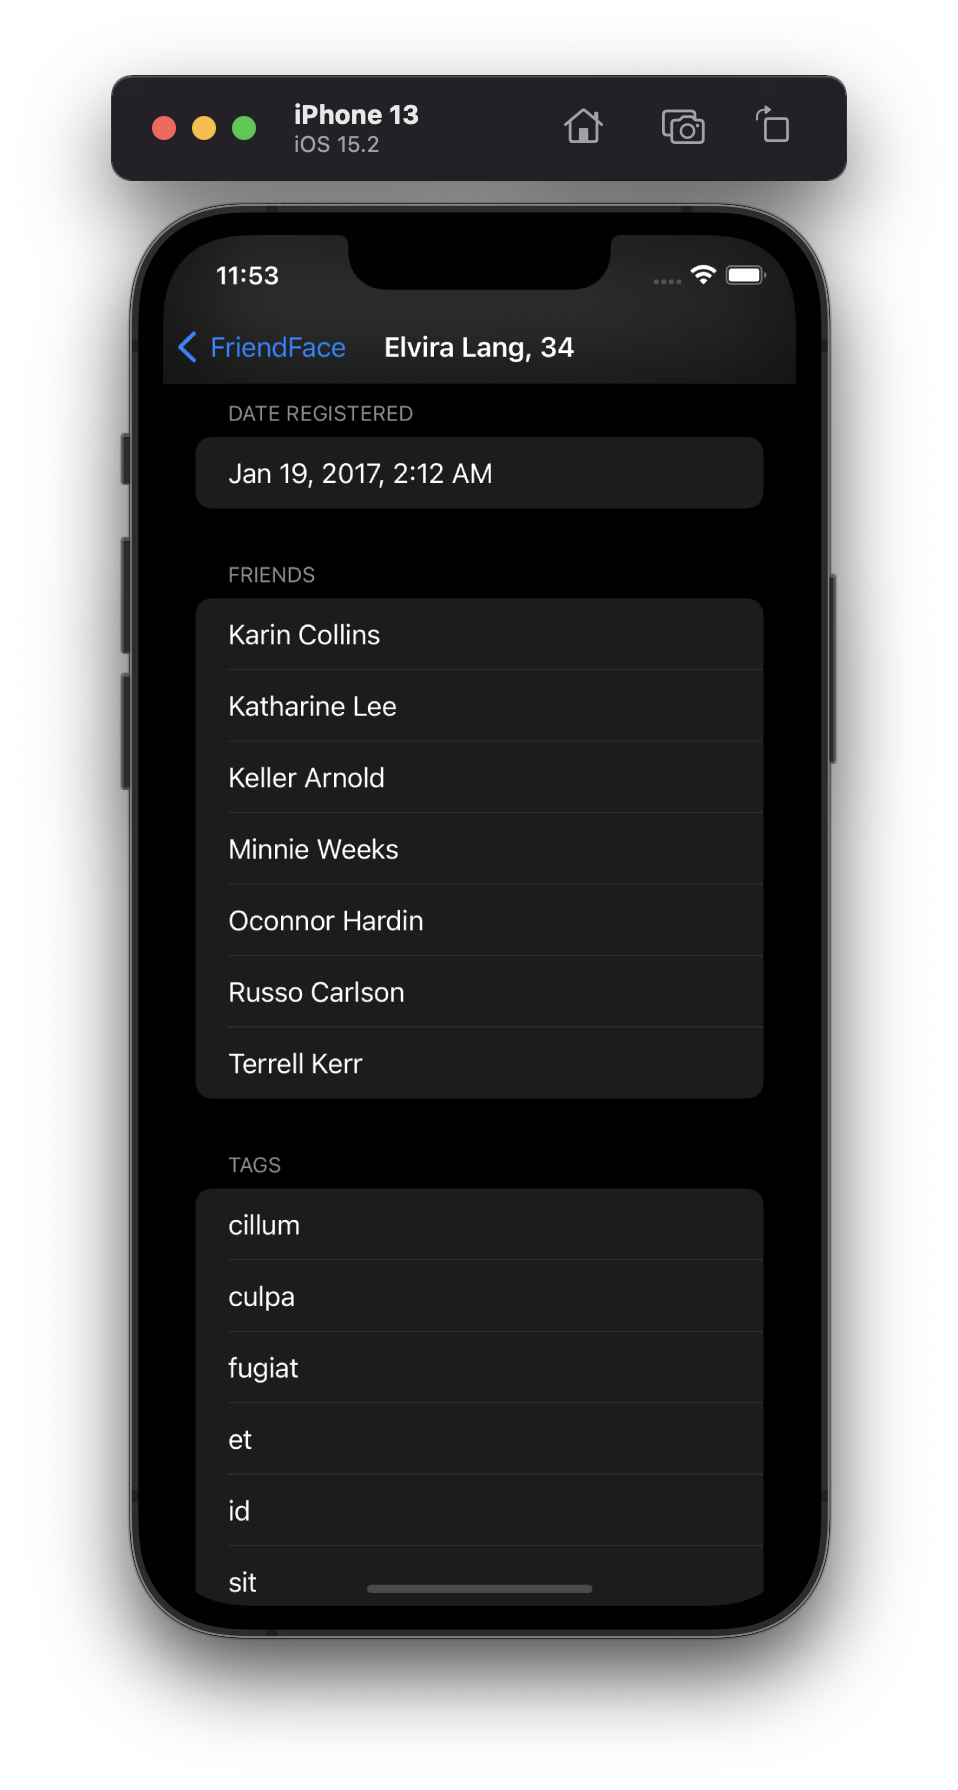 iPhone 13
iOS 15.2
11:53
FriendFace Elvira Lang, 34
DATE REGISTERED
Jan 19, 2017, 2:12 AM
FRIENDS
Karin Collins
Katharine Lee
Keller Arnold
Minnie Weeks
Oconnor Hardin
Russo Carlson
Terrell Kerr
TAGS
cillum
culpa
fugiat
et
id
sit